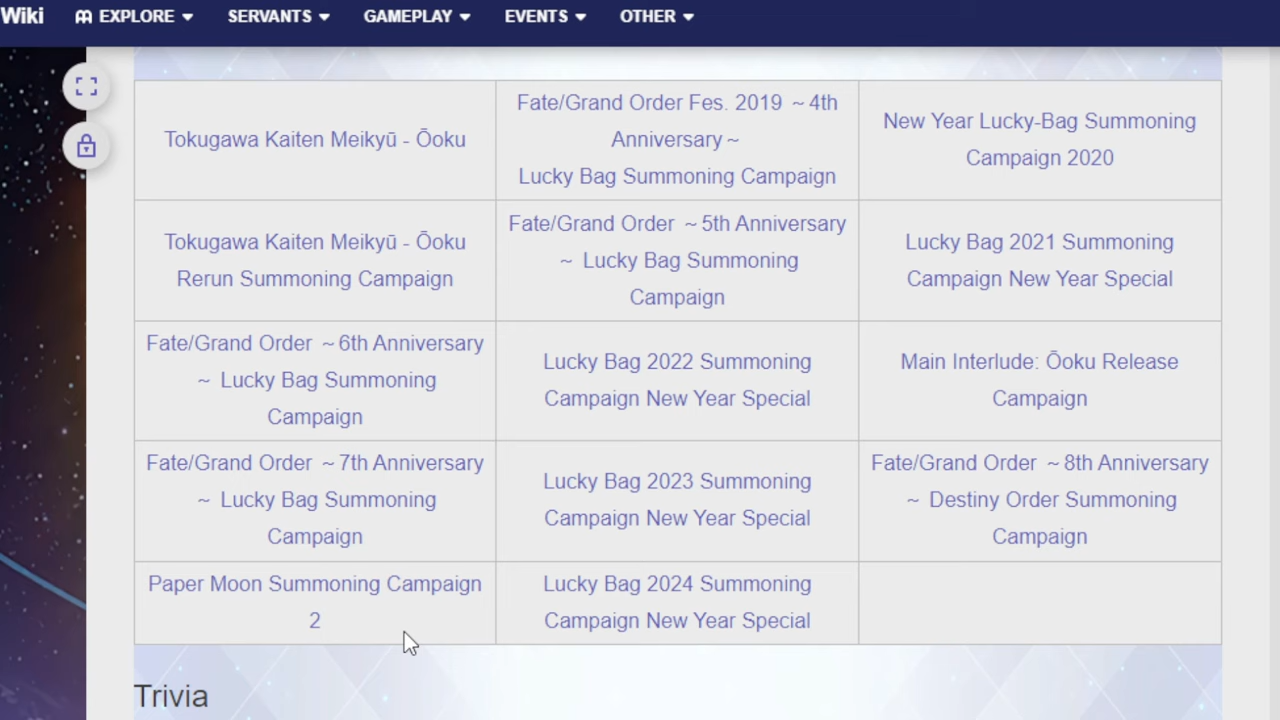 Wiki
EXPLORE
SERVANTS
GAMEPLAY
EVENTS
OTHER
Tokugawa Kaiten Meikyū - Ōoku
Fate/Grand Order Fes. 2019 ~4th
Anniversary~
Lucky Bag Summoning Campaign
New Year Lucky-Bag Summoning
Campaign 2020
Tokugawa Kaiten Meikyū - Ōoku
Rerun Summoning Campaign
Fate/Grand Order ~5th Anniversary
~ Lucky Bag Summoning
Campaign
Lucky Bag 2021 Summoning
Campaign New Year Special
Fate/Grand Order ~6th Anniversary
~ Lucky Bag Summoning
Campaign
Lucky Bag 2022 Summoning
Campaign New Year Special
Main Interlude: Ōoku Release
Campaign
Fate/Grand Order ~7th Anniversary
~ Lucky Bag Summoning
Campaign
Lucky Bag 2023 Summoning
Campaign New Year Special
Fate/Grand Order ~8th Anniversary
~ Destiny Order Summoning
Campaign
Paper Moon Summoning Campaign
2
Lucky Bag 2024 Summoning
Campaign New Year Special
Trivia